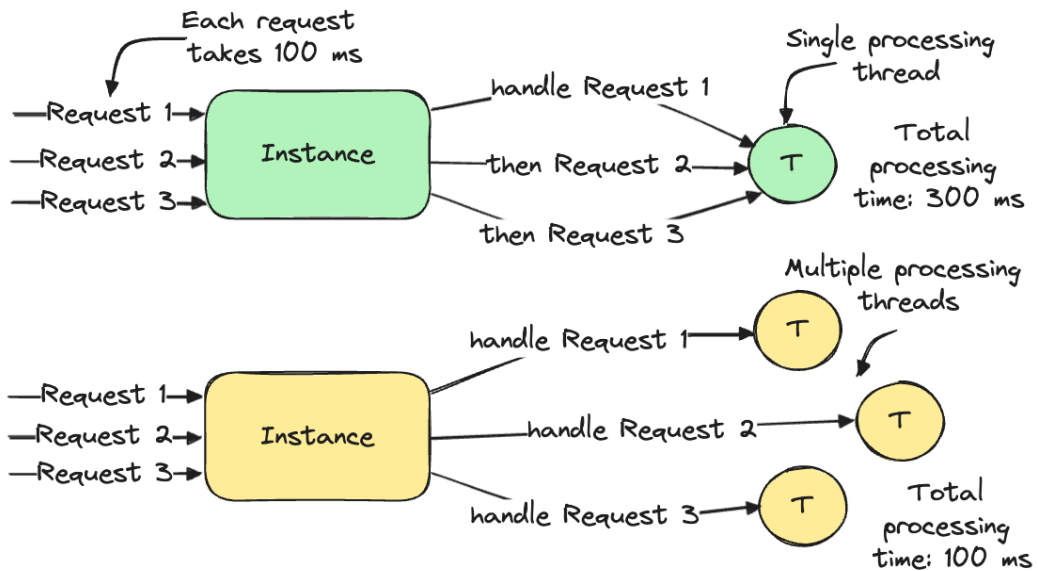 Each request
takes 100 ms
Single processing
thread
Request 1
Request 2
Request 3
Instance
handle Request 1
then Request 2
then Request 3
T
Total
processing
time: 300 ms
Multiple processing
threads
Request 1
Request 2
Request 3
Instance
handle Request 1
handle Request 2
handle Request 3
T
T
T
Total
processing
time: 100 ms